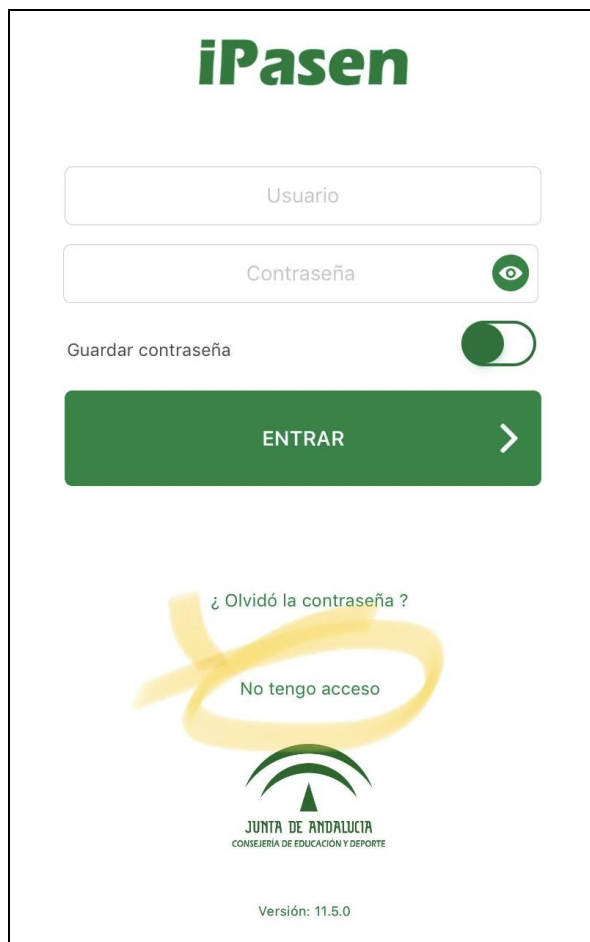 iPasen
Usuario
Contraseña
Guardar contraseña
ENTRAR
¿ Olvidó la contraseña ?
No tengo acceso
JUNTA DE ANDALUCIA
CONSEJERÍA DE EDUCACIÓN Y DEPORTE
Versión: 11.5.0